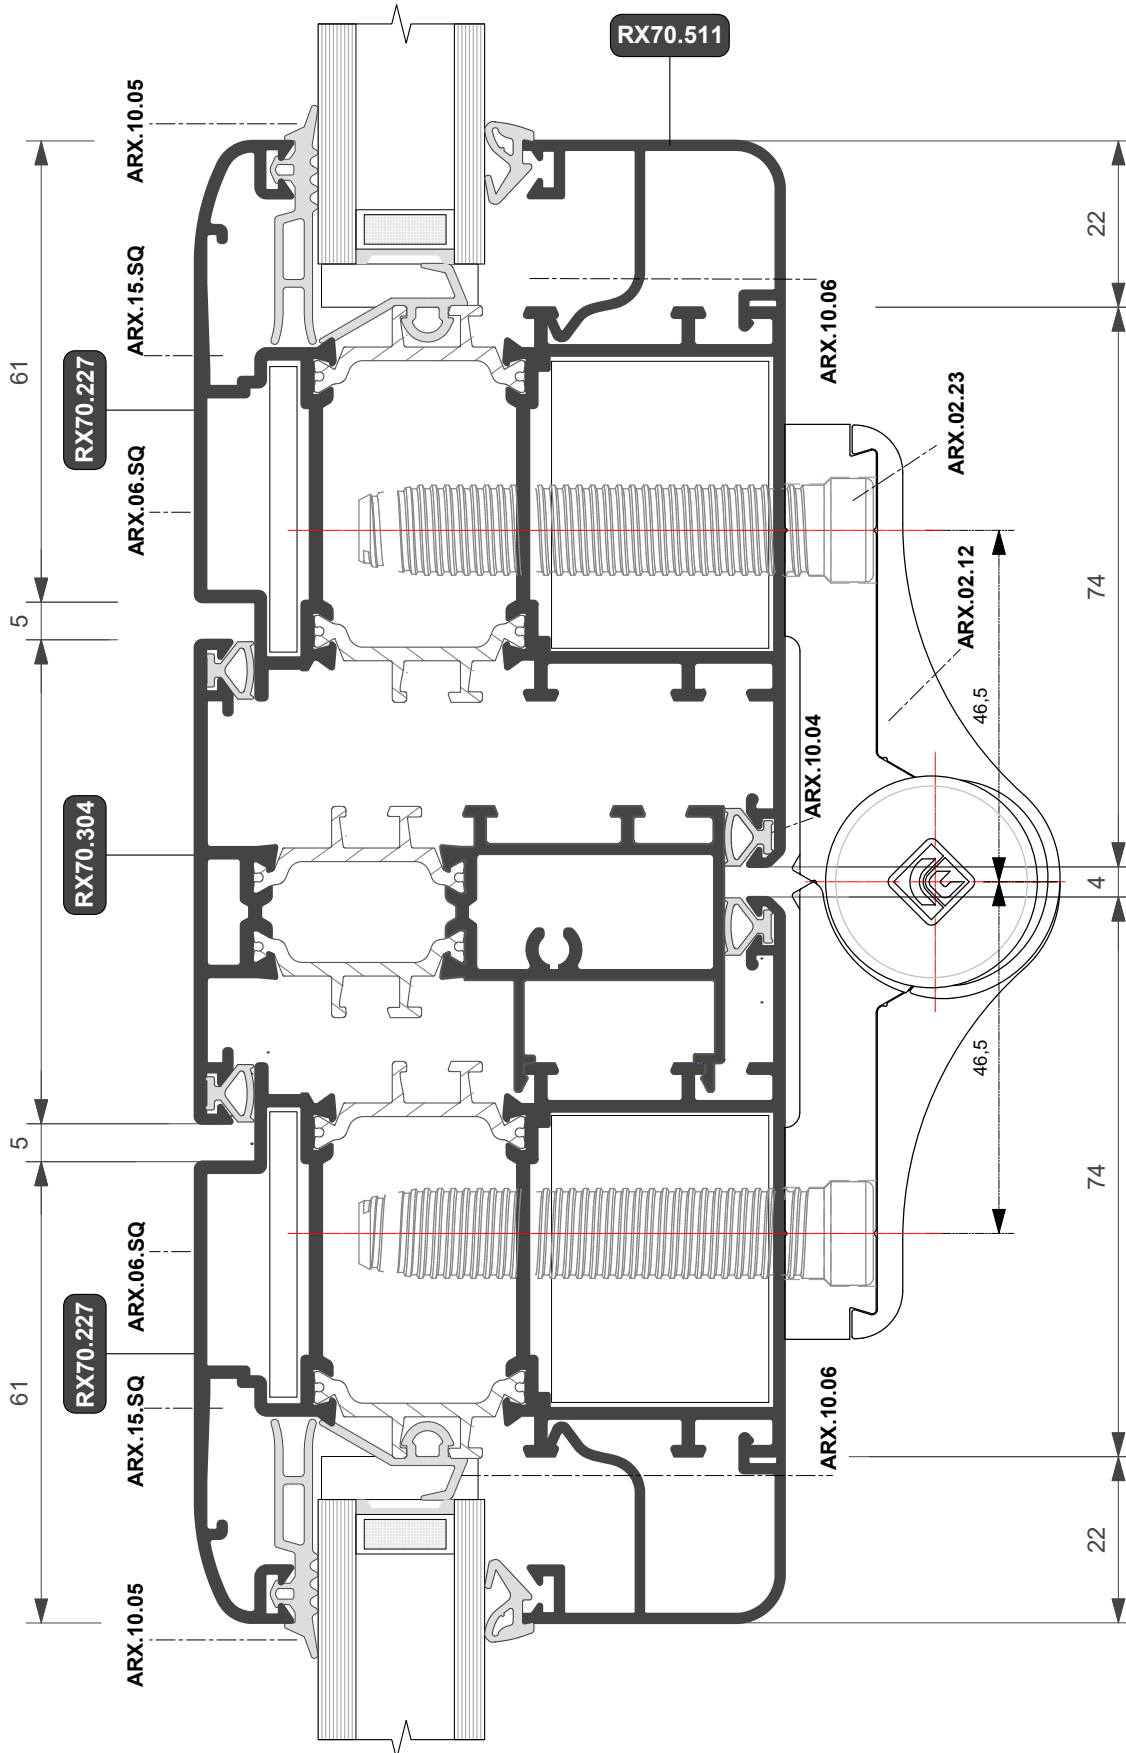 RX70.511
ARX.10.05
ARX.15.SQ
RX70.227
ARX.06.SQ
RX70.304
ARX.06.SQ
RX70.227
ARX.15.SQ
ARX.10.05
61
5
5
61
ARX.10.06
ARX.02.23
ARX.02.12
ARX.10.04
ARX.10.06
46,5
46,5
22
74
4
74
22